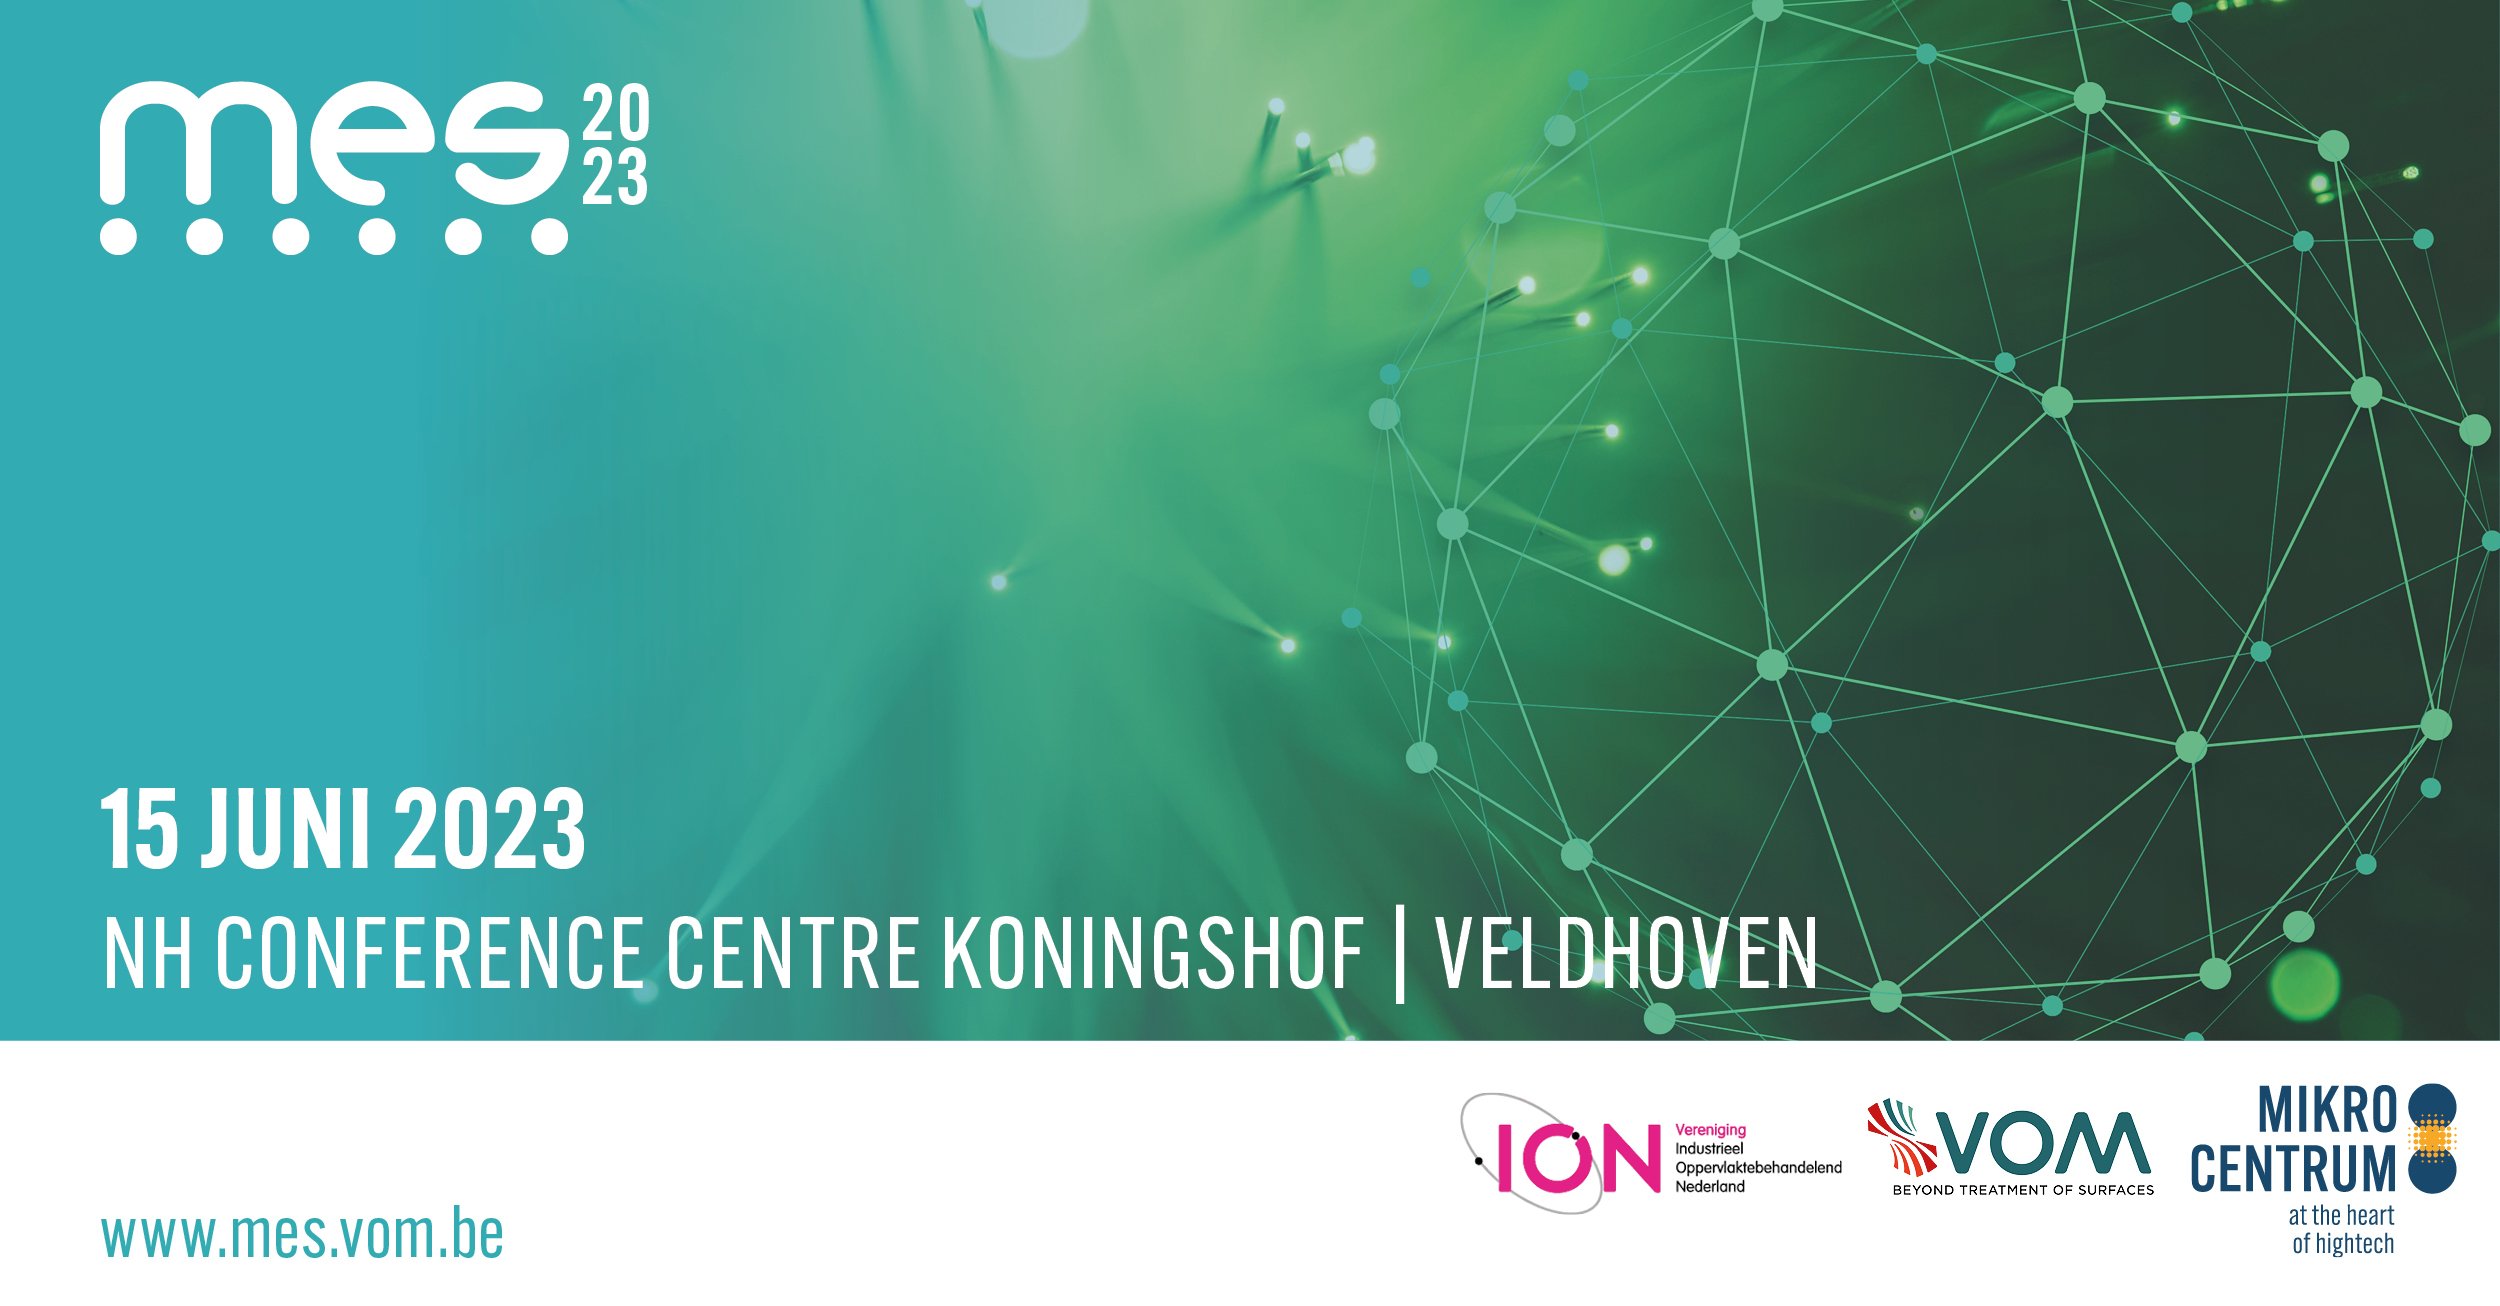 mes 20
23
15 JUNI 2023
NH CONFERENCE CENTRE KONINGSHOF | VELDHOVEN
www.mes.vom.be
ION
Vereniging
Industrieel
Oppervlaktebehandelend
Nederland
VOM
BEYOND TREATMENT OF SURFACES
MIKRO
CENTRUM
at the heart
of hightech